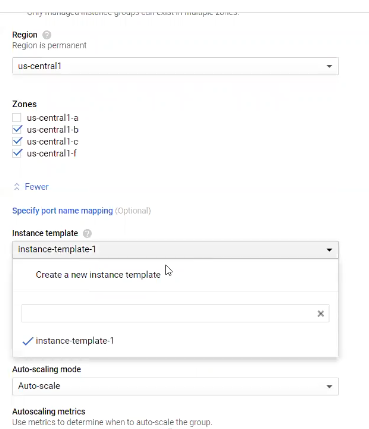 Only managed instance groups can exist in multiple zones.
Region
Region is permanent
us-central1
Zones
us-central1-a
us-central1-b
us-central1-c
us-central1-f
Fewer
Specify port name mapping (Optional)
Instance template
instance-template-1
Create a new instance template
instance-template-1
Auto-scaling mode
Auto-scale
Autoscaling metrics
Use metrics to determine when to auto-scale the group.